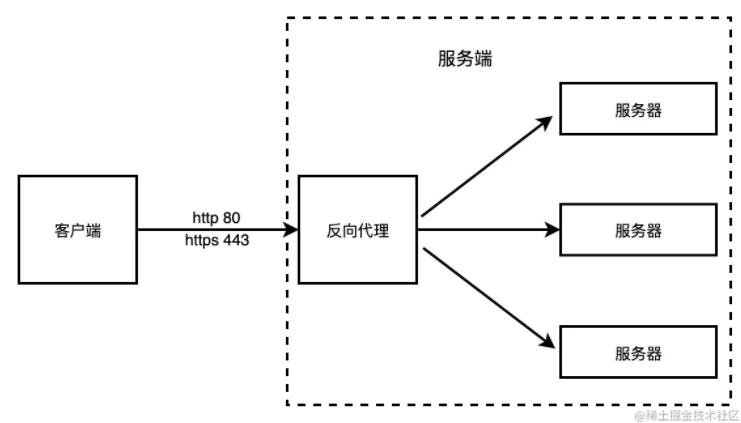 服务端
服务器
http 80
https 443
客户端
反向代理
服务器
服务器
@稀土掘金技术社区